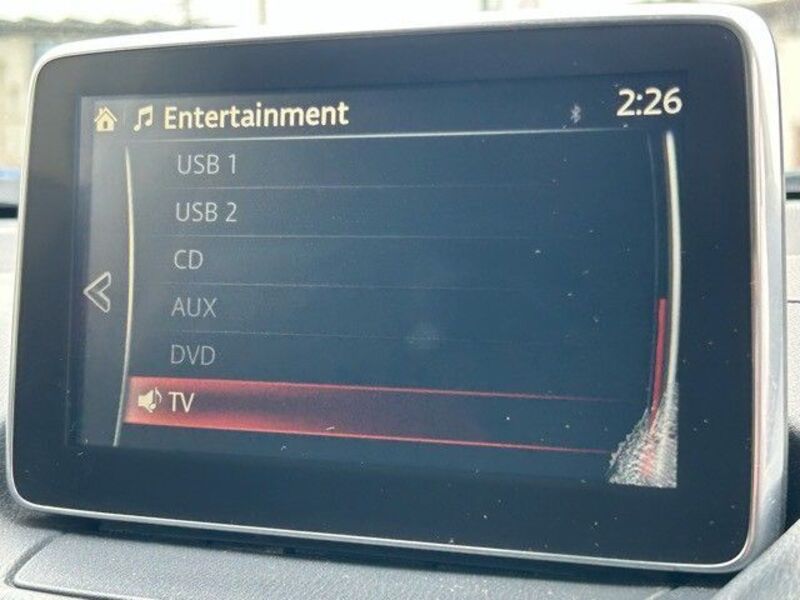 Entertainment 2:26
USB 1
USB 2
CD
AUX
DVD
TV